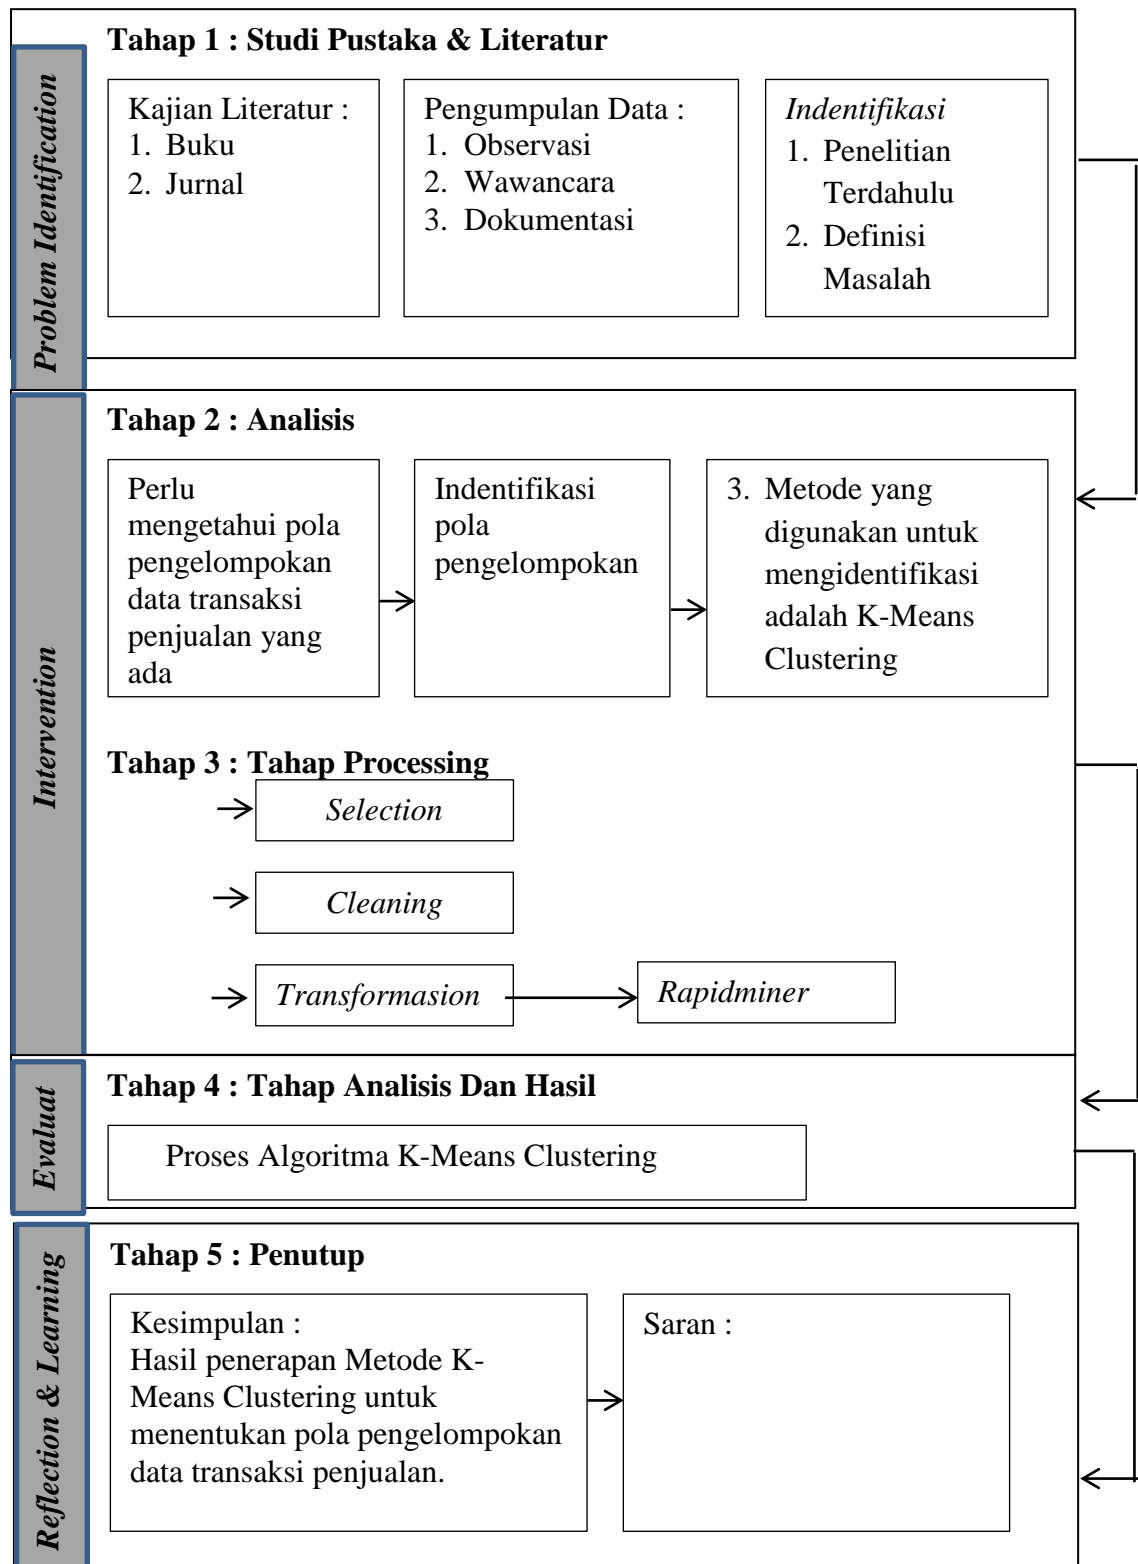 Problem Identification
Tahap 1 : Studi Pustaka & Literatur
Kajian Literatur :
1. Buku
2. Jurnal
Pengumpulan Data :
1. Observasi
2. Wawancara
3. Dokumentasi
Indentifikasi
1. Penelitian
Terdahulu
2. Definisi
Masalah
Intervention
Tahap 2 : Analisis
Perlu
mengetahui pola
pengelompokan
data transaksi
penjualan yang
ada
Indentifikasi
pola
pengelompokan
3. Metode yang
digunakan untuk
mengidentifikasi
adalah K-Means
Clustering
Tahap 3 : Tahap Processing
Selection
Cleaning
Transformasion
Rapidminer
Evaluat
Tahap 4 : Tahap Analisis Dan Hasil
Proses Algoritma K-Means Clustering
Reflection & Learning
Tahap 5 : Penutup
Kesimpulan :
Hasil penerapan Metode K-
Means Clustering untuk
menentukan pola pengelompokan
data transaksi penjualan.
Saran :